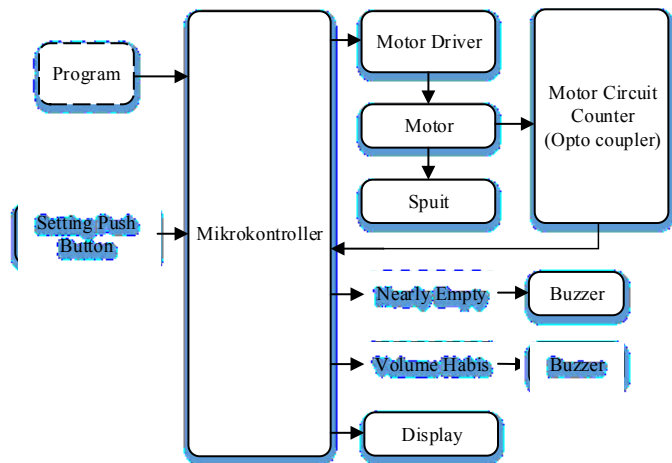 Program
Setting Push
Button
Mikrokontroller
Motor Driver
Motor
Spuit
Motor Circuit
Counter
(Opto coupler)
Nearly Empty
Buzzer
Volume Habis
Buzzer
Display